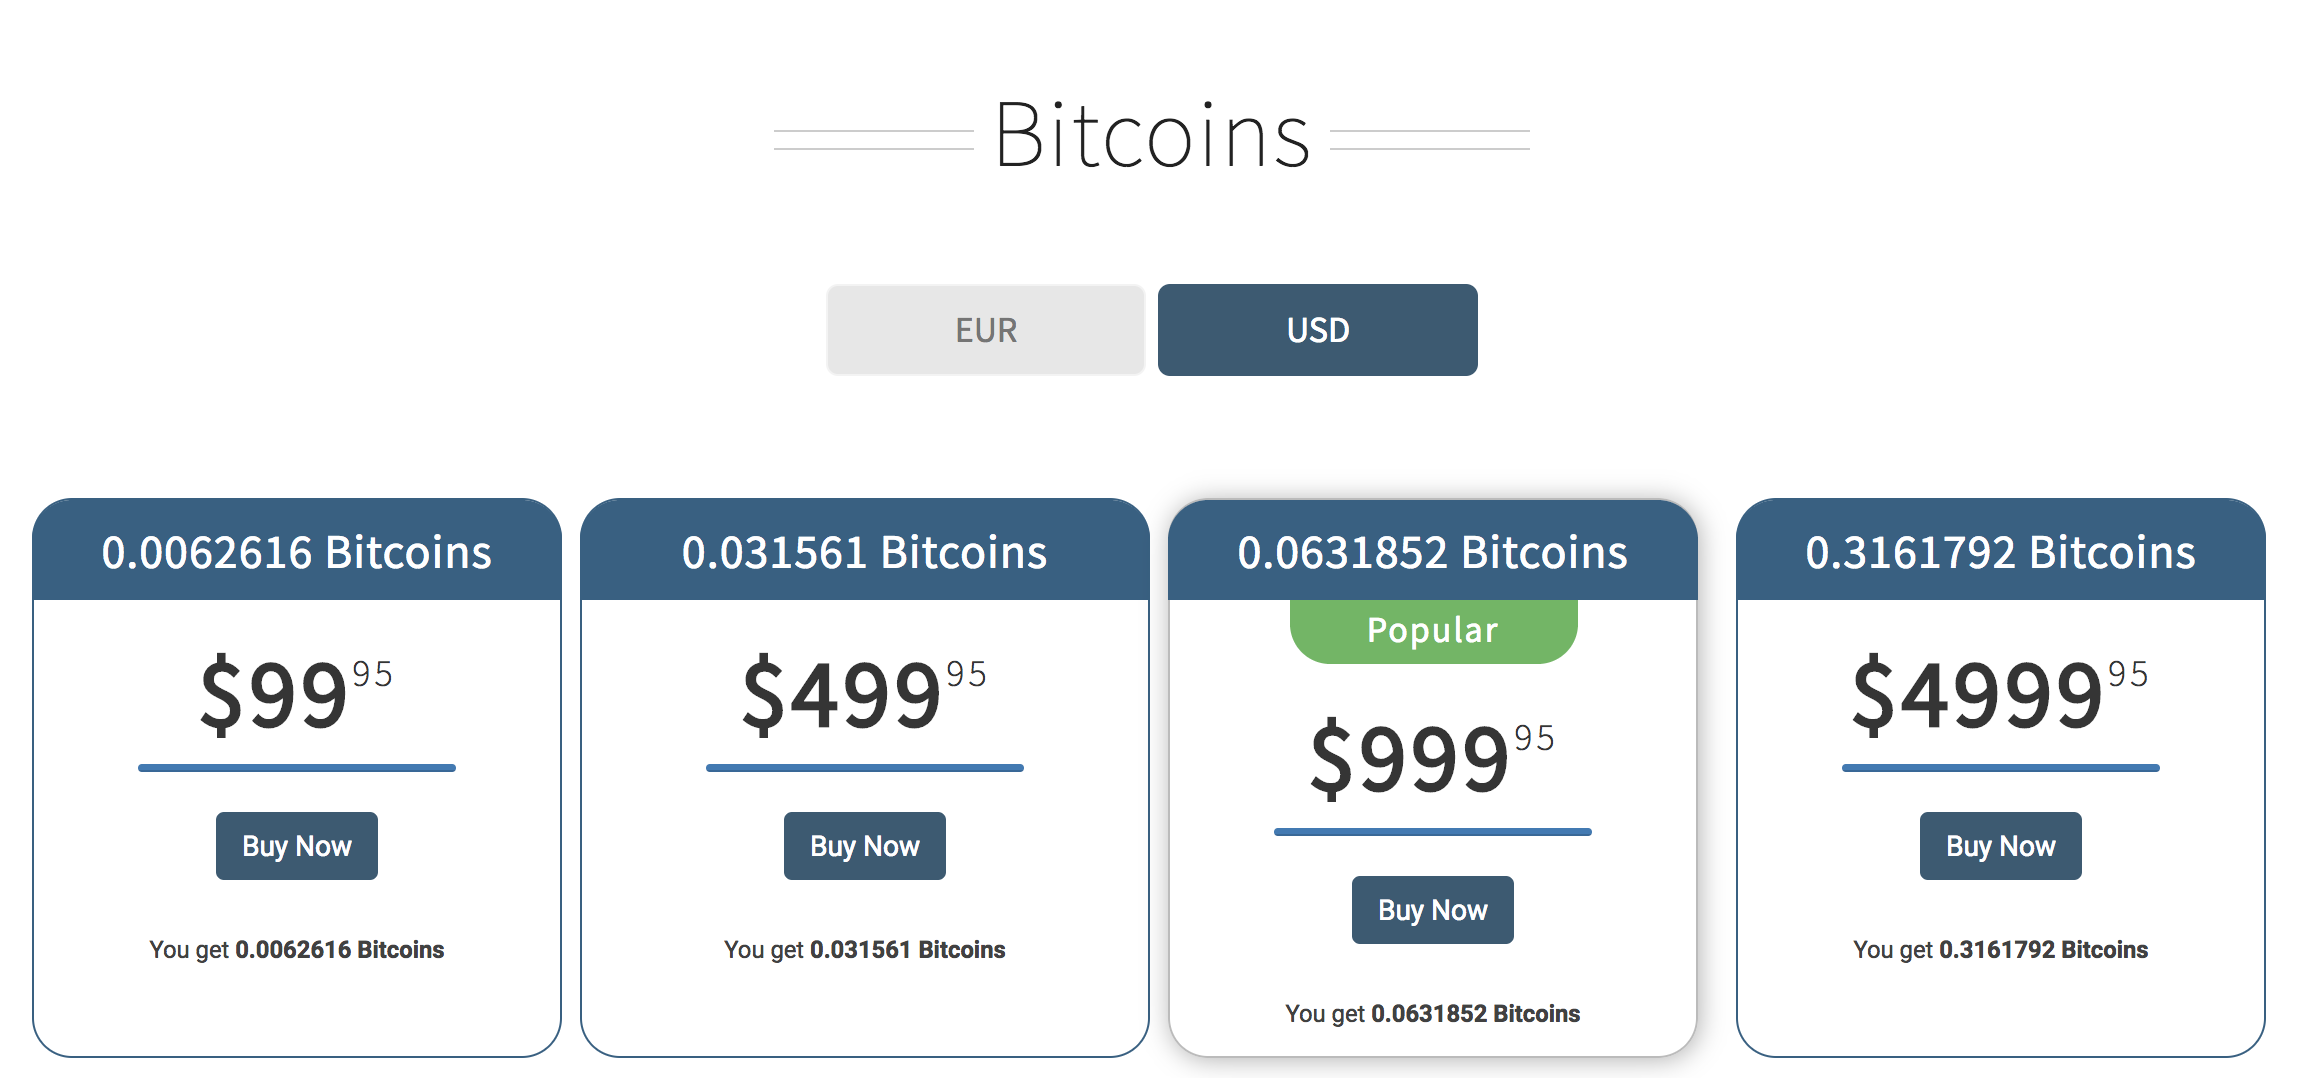 Bitcoins
EUR
USD
0.0062616 Bitcoins
$99 95
Buy Now
You get 0.0062616 Bitcoins
0.031561 Bitcoins
$499 95
Buy Now
You get 0.031561 Bitcoins
0.0631852 Bitcoins
Popular
$999 95
Buy Now
You get 0.0631852 Bitcoins
0.3161792 Bitcoins
$4999 95
Buy Now
You get 0.3161792 Bitcoins